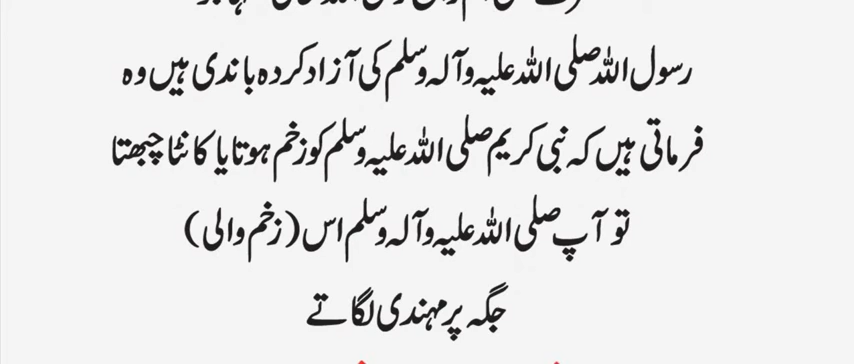 رسول اللہ صلی اللہ علیہ وآلہ وسلم کی آزاد کردہ باندی ہیں وہ
فرماتی ہیں کہ نبی کریم صلی اللہ علیہ وسلم کو زخم ہوتا یا کانٹا چبھتا
تو آپ صلی اللہ علیہ وآلہ وسلم اس (زخم والی)
جگہ پر مہندی لگاتے